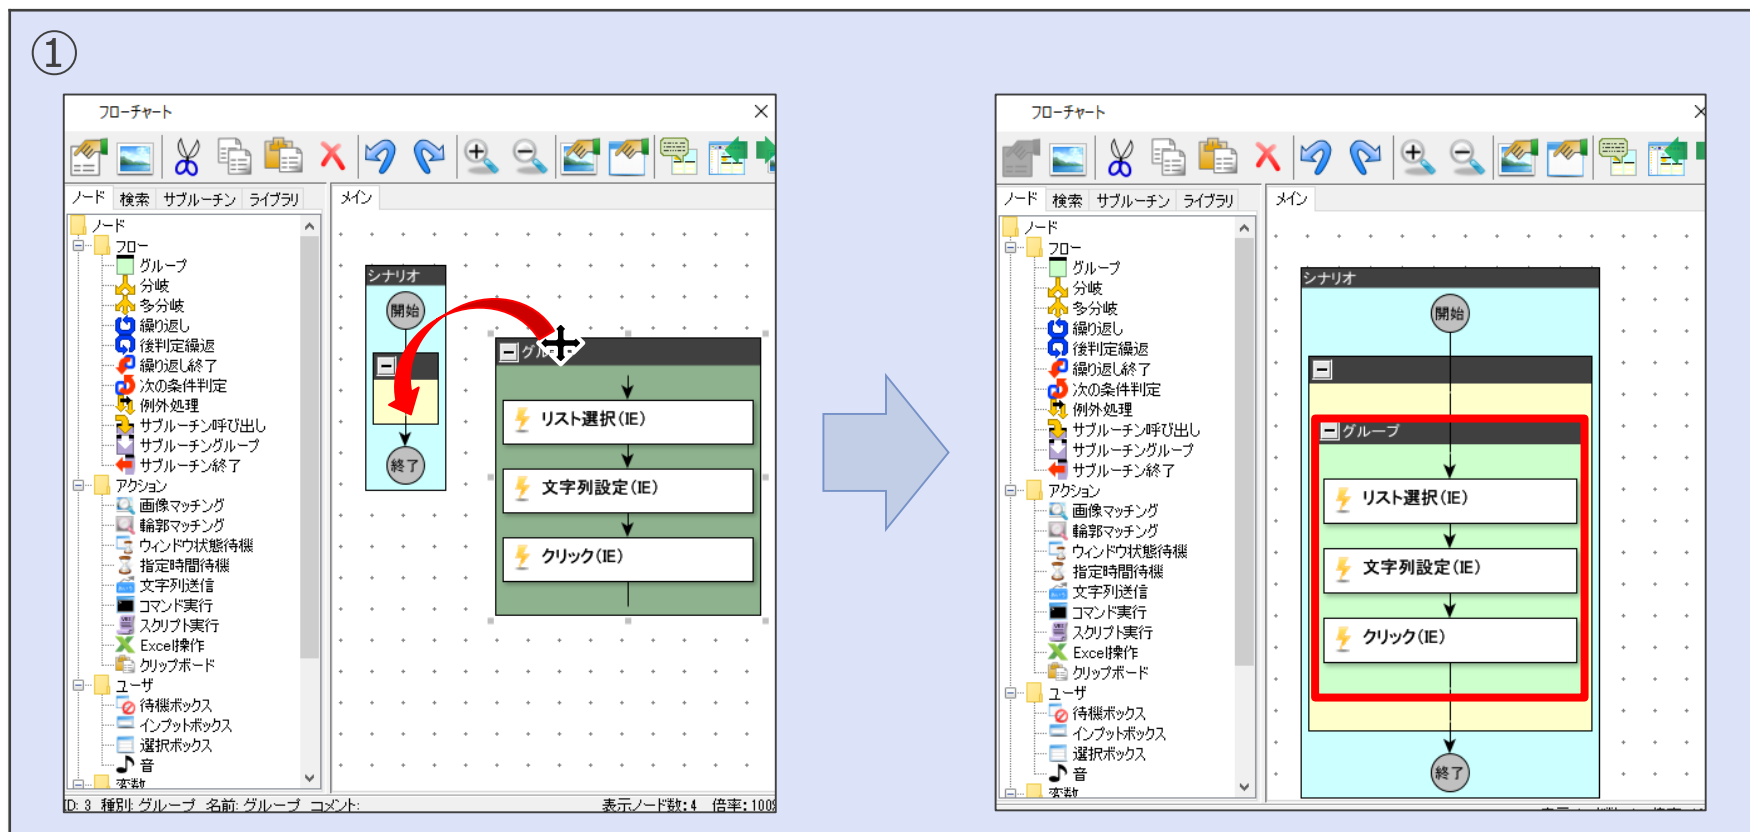 ①
フローチャート
ノード 検索 サブルーチン ライブラリ
メイン
ノード
フロー
グループ
分岐
多分岐
繰り返し
後判定繰返
繰り返し終了
次の条件判定
例外処理
サブルーチン呼び出し
サブルーチングループ
サブルーチン終了
アクション
画像マッチング
輪郭マッチング
ウィンドウ状態待機
指定時間待機
文字列送信
コマンド実行
スクリプト実行
Excel操作
クリップボード
ユーザ
待機ボックス
インプットボックス
選択ボックス
音
変数
シナリオ
開始
終了
リスト選択(IE)
文字列設定(IE)
クリック(IE)
ID: 3 種別: グループ 名前: グループ コメント:
表示ノード数: 4 倍率: 100%
フローチャート
ノード 検索 サブルーチン ライブラリ
メイン
ノード
フロー
グループ
分岐
多分岐
繰り返し
後判定繰返
繰り返し終了
次の条件判定
例外処理
サブルーチン呼び出し
サブルーチングループ
サブルーチン終了
アクション
画像マッチング
輪郭マッチング
ウィンドウ状態待機
指定時間待機
文字列送信
コマンド実行
スクリプト実行
Excel操作
クリップボード
ユーザ
待機ボックス
インプットボックス
選択ボックス
音
変数
シナリオ
開始
グループ
リスト選択(IE)
文字列設定(IE)
クリック(IE)
終了